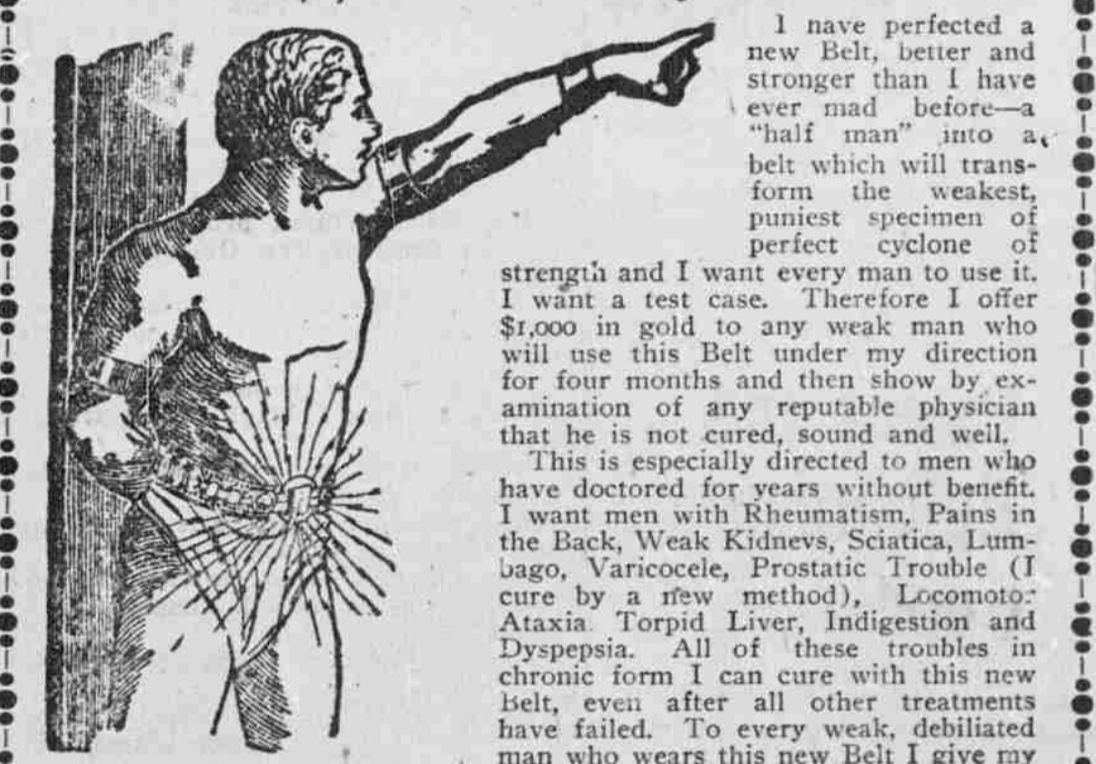 I nave perfected a
new Belt, better and
stronger than I have
ever mad before—a
"half man" into a
belt which will trans-
form the weakest,
puniest specimen of
perfect cyclone of
strength and I want every man to use it.
I want a test case. Therefore I offer
$1,000 in gold to any weak man who
will use this Belt under my direction
for four months and then show by ex-
amination of any reputable physician
that he is not cured, sound and well.
This is especially directed to men who
have doctored for years without benefit.
I want men with Rheumatism, Pains in
the Back, Weak Kidnevs, Sciatica, Lum-
bago, Varicocele, Prostatic Trouble (I
cure by a new method), Locomotor
Ataxia. Torpid Liver, Indigestion and
Dyspepsia. All of these troubles in
chronic form I can cure with this new
Belt, even after all other treatments
have failed. To every weak, debiliated
man who wears this new Belt I give my